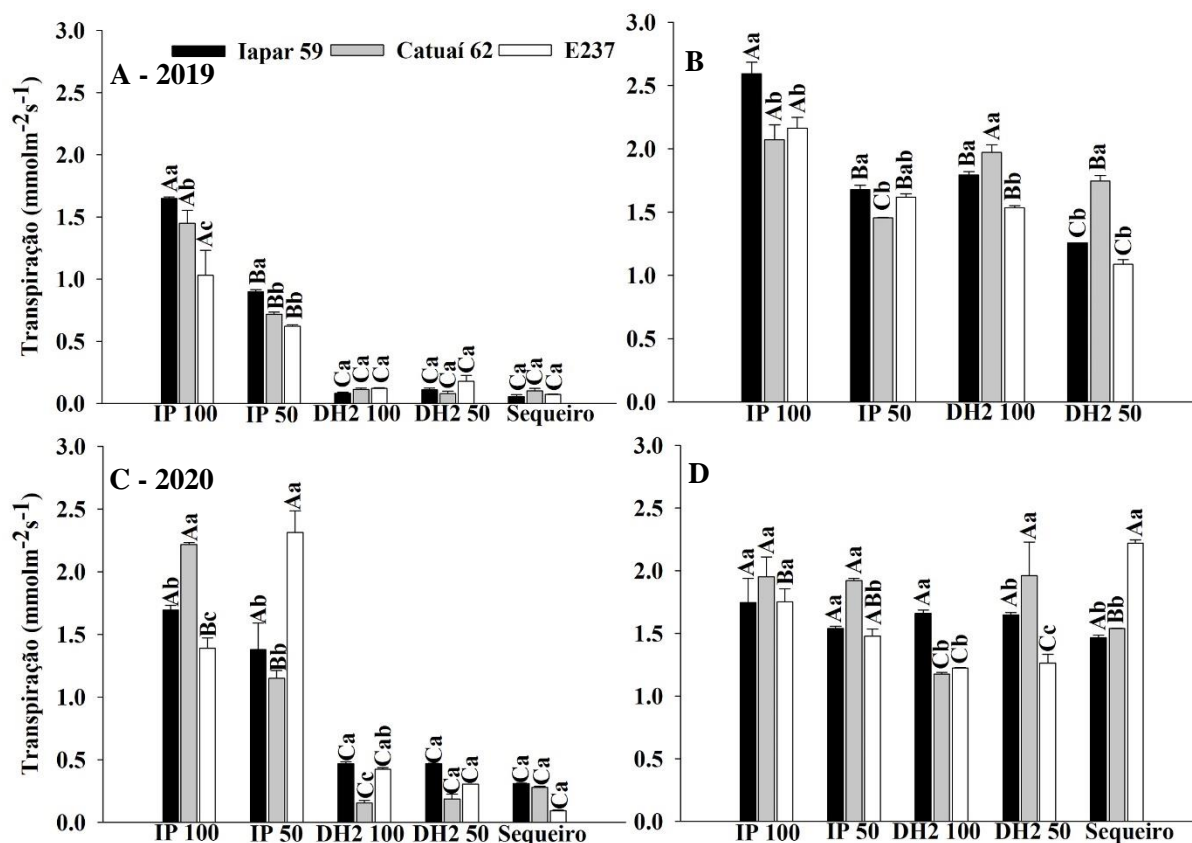 Iapar 59 Catuaí 62 E237
A - 2019
Transpiração (mmolm-2s-1)
3.0
2.5
2.0
1.5
1.0
0.5
0.0
Aa Ab Ac
Ba Bb Bb
Ca Ca Ca
Ca Ca Ca
Ca Ca Ca
IP 100 IP 50 DH2 100 DH2 50 Sequeiro
B
3.0
2.5
2.0
1.5
1.0
0.5
0.0
Aa Ab Ab
Ba Cb Bab
Ba Aa Bb
Cb Ba Cb
IP 100 IP 50 DH2 100 DH2 50
C - 2020
Transpiração (mmolm-2s-1)
3.0
2.5
2.0
1.5
1.0
0.5
0.0
Ab Aa Bc
Ab Bb Aa
Ca Cc Cab
Ca Ca Ca
Ca Ca Ca
IP 100 IP 50 DH2 100 DH2 50 Sequeiro
D
3.0
2.5
2.0
1.5
1.0
0.5
0.0
Aa Aa Ba
Aa Aa ABb
Aa Cb Cb
Ab Aa Cc
Ab Bb Aa
IP 100 IP 50 DH2 100 DH2 50 Sequeiro